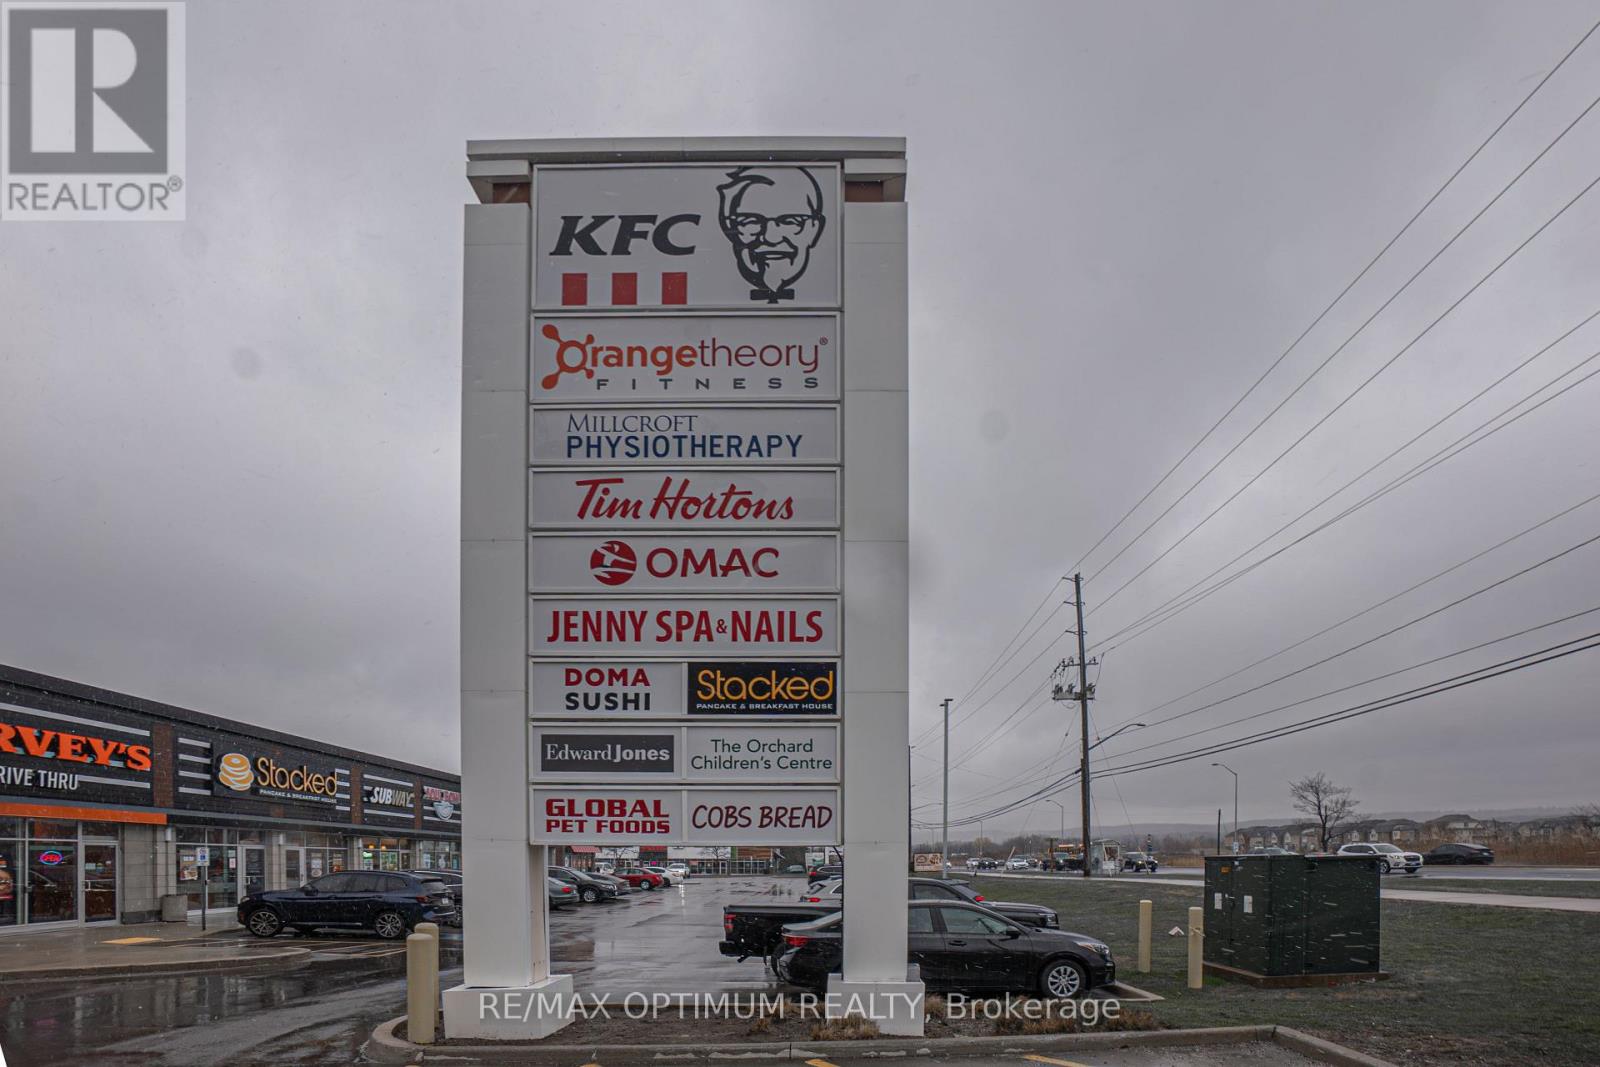 REALTOR®
KFC
Orangetheory®
FITNESS
MILLCROFT
PHYSIOTHERAPY
Tim Hortons
OMAC
JENNY SPA & NAILS
DOMA
SUSHI
Stacked
PANCAKE & BREAKFAST HOUSE
Edward Jones
The Orchard
Children's Centre
GLOBAL
PET FOODS
COBS BREAD
RVEY'S
RIVE THRU
Stacked
PANCAKE & BREAKFAST HOUSE
SUBWAY
OPEN
RE/MAX OPTIMUM REALTY, Brokerage